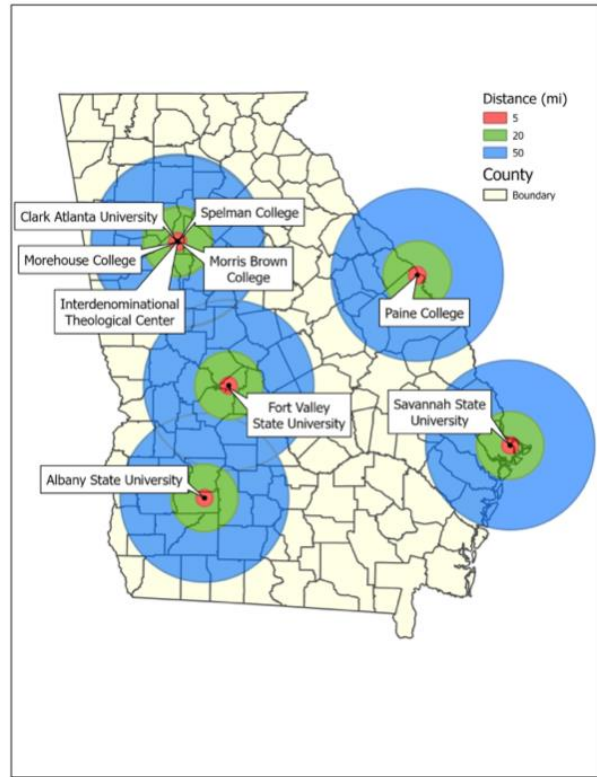 Distance (mi)
5
20
50
County
Boundary
Clark Atlanta University
Spelman College
Morehouse College
Morris Brown
College
Interdenominational
Theological Center
Paine College
Fort Valley
State University
Savannah State
University
Albany State University